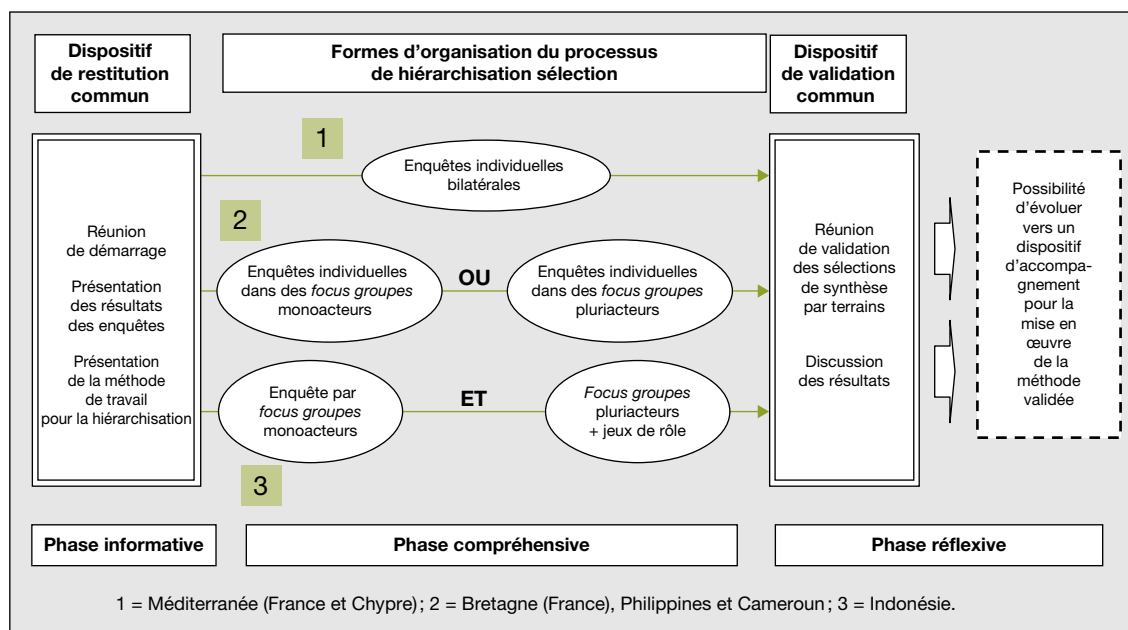 Dispositif
de restitution
commun
Formes d'organisation du processus
de hiérarchisation sélection
Dispositif
de validation
commun
Réunion
de démarrage
Présentation
des résultats
des enquêtes
Présentation
de la méthode
de travail
pour la hiérarchisation
1
Enquêtes individuelles
bilatérales
2
Enquêtes individuelles
dans des focus groupes
monoacteurs
OU
Enquêtes individuelles
dans des focus groupes
pluriacteurs
Enquête par
focus groupes
monoacteurs
ET
Focus groupes
pluriacteurs
+ jeux de rôle
3
Réunion
de validation
des sélections
de synthèse
par terrains
Discussion
des résultats
Possibilité
d'évoluer
vers un
dispositif
d'accompa-
gnement
pour la
mise en
œuvre
de la
méthode
validée
Phase informative
Phase compréhensive
Phase réflexive
1 = Méditerranée (France et Chypre) ; 2 = Bretagne (France), Philippines et Cameroun ; 3 = Indonésie.